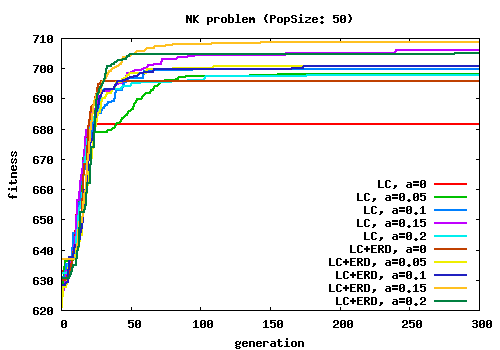 NK problem (PopSize; 50)
710
700
690
680
670
660
650
640
630
620
fitness
LC, a=0
LC, a=0.05
LC, a=0.1
LC, a=0.15
LC, a=0.2
LC+ERD, a=0
LC+ERD, a=0.05
LC+ERD, a=0.1
LC+ERD, a=0.15
LC+ERD, a=0.2
0 50 100 150 200 250 300
generation